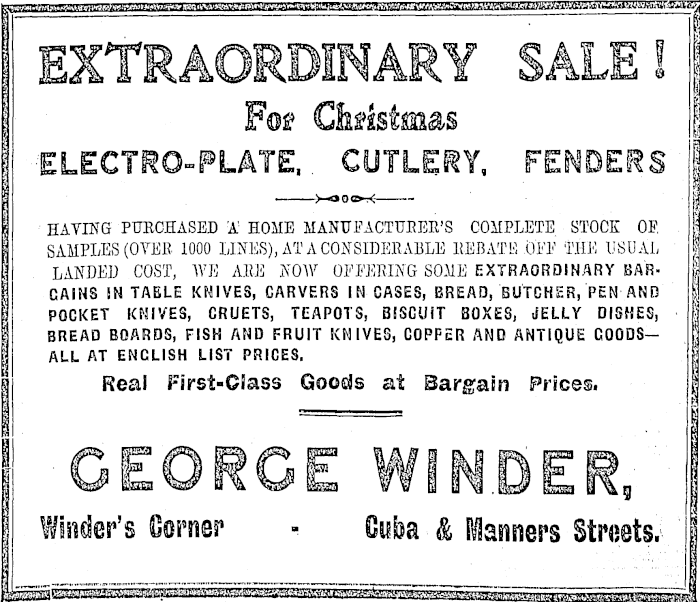 EXTRAORDINARY SALE!
For Christmas
ELECTRO-PLATE, CUTLERY, FENDERS
HAVING PURCHASED A HOME MANUFACTURER'S COMPLETE STOCK OF
SAMPLES (OVER 1000 LINES), AT A CONSIDERABLE REBATE OFF THE USUAL
LANDED COST, WE ARE NOW OFFERING SOME EXTRAORDINARY BAR-
GAINS IN TABLE KNIVES, CARVERS IN CASES, BREAD, BUTCHER, PEN AND
POCKET KNIVES, CRUETS, TEAPOTS, BISCUIT BOXES, JELLY DISHES,
BREAD BOARDS, FISH AND FRUIT KNIVES, COPPER AND ANTIQUE GOODS—
ALL AT ENGLISH LIST PRICES.
Real First-Class Goods at Bargain Prices.
GEORGE WINDER,
Winder's Corner - Cuba & Manners Streets.